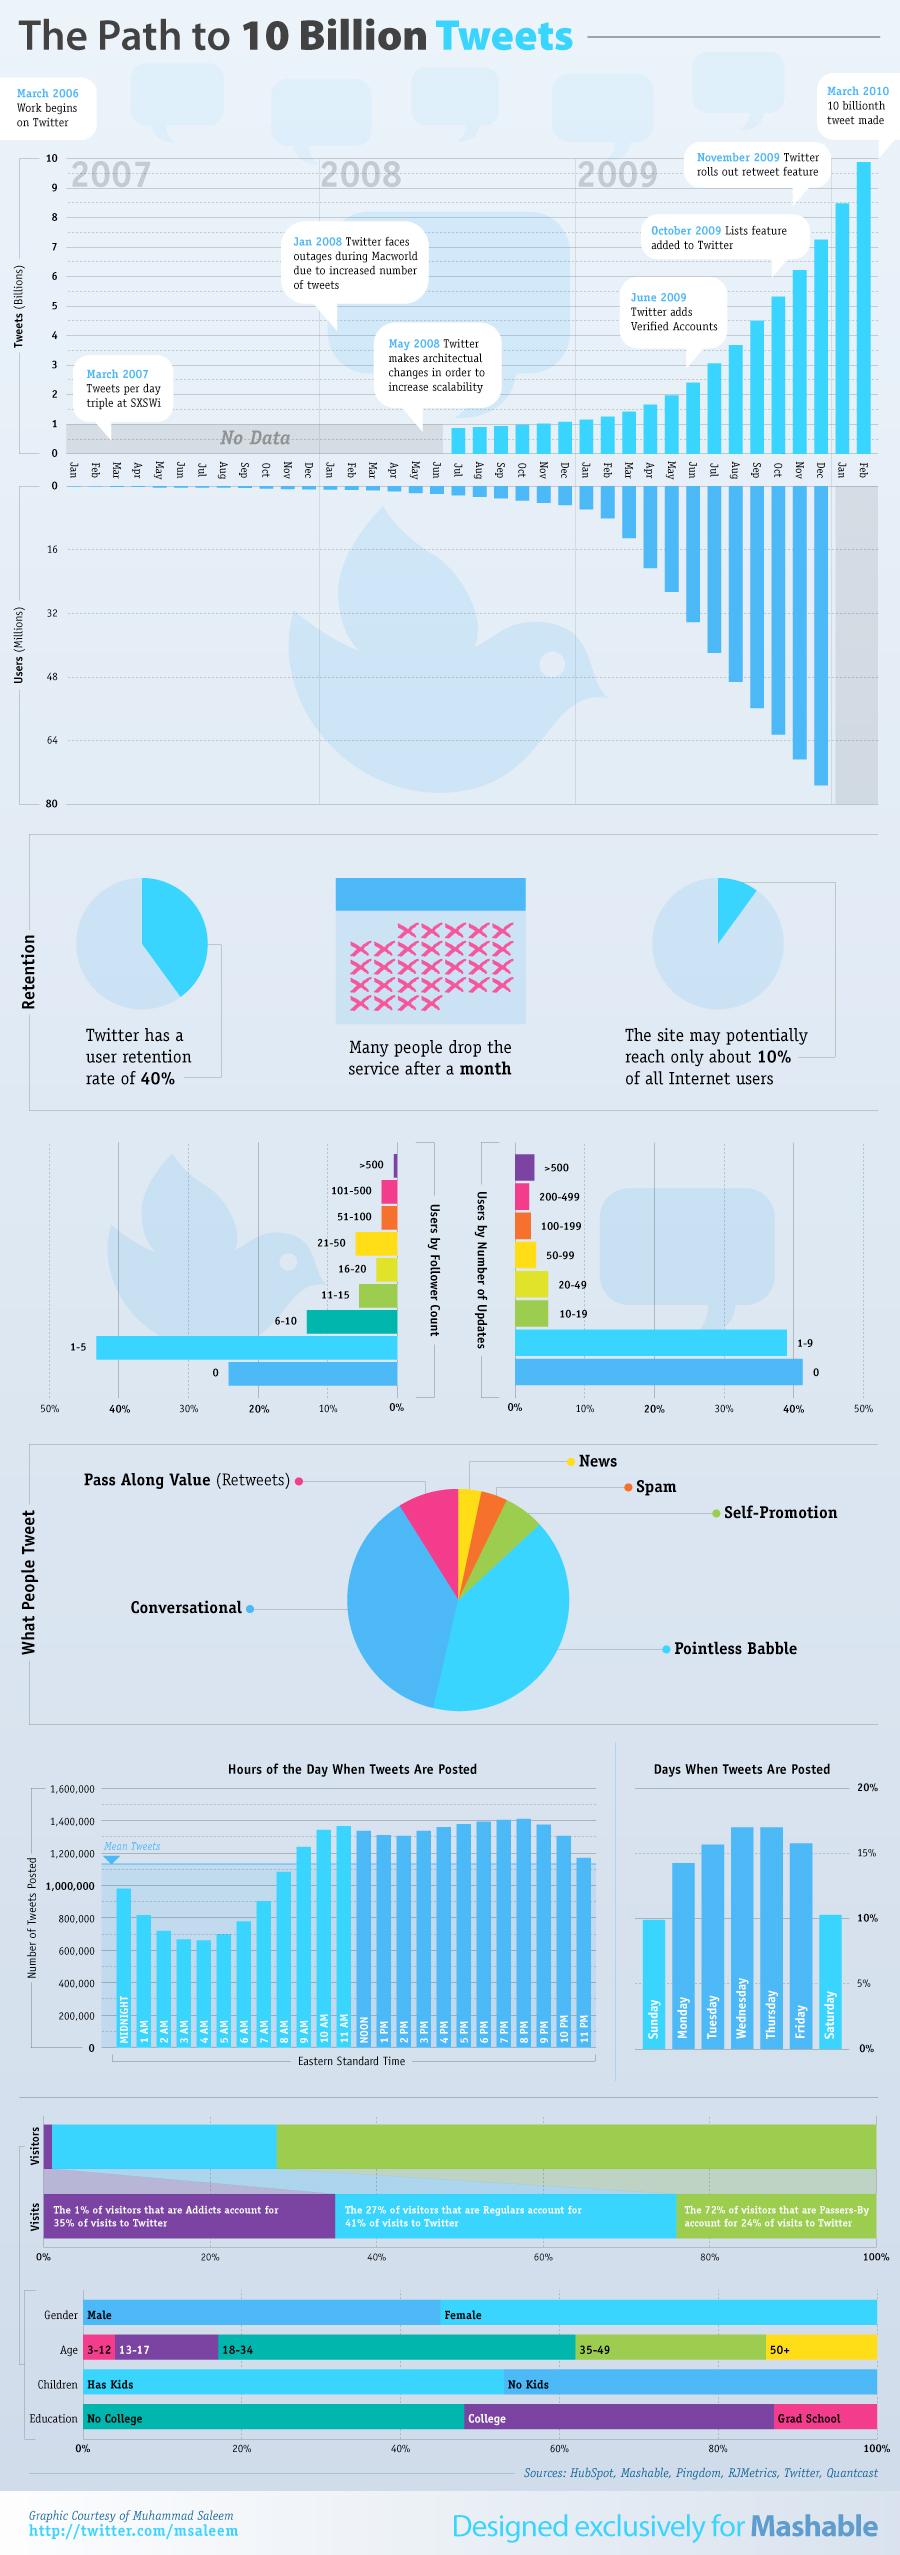 The Path to 10 Billion Tweets
March 2006
Work begins
on Twitter
March 2010
10 billionth
tweet made
November 2009 Twitter
rolls out retweet feature
October 2009 Lists feature
added to Twitter
June 2009
Twitter adds
Verified Accounts
Jan 2008 Twitter faces
outages during Macworld
due to increased number
of tweets
May 2008 Twitter
makes architectual
changes in order to
increase scalability
March 2007
Tweets per day
triple at SXSWi
2007
2008
2009
Tweets (Billions)
10
9
8
7
6
5
4
3
2
1
0
No Data
Jan Feb Mar Apr May Jun Jul Aug Sep Oct Nov Dec Jan Feb Mar Apr May Jun Jul Aug Sep Oct Nov Dec Jan Feb Mar Apr May Jun Jul Aug Sep Oct Nov Dec Jan Feb
Users (Millions)
0
16
32
48
64
80
Retention
Twitter has a
user retention
rate of 40%
Many people drop the
service after a month
The site may potentially
reach only about 10%
of all Internet users
Users by Follower Count
>500
101-500
51-100
21-50
16-20
11-15
6-10
1-5
0
50% 40% 30% 20% 10% 0%
Users by Number of Updates
>500
200-499
100-199
50-99
20-49
10-19
1-9
0
0% 10% 20% 30% 40% 50%
What People Tweet
News
Pass Along Value (Retweets)
Spam
Self-Promotion
Conversational
Pointless Babble
Hours of the Day When Tweets Are Posted
Number of Tweets Posted
1,600,000
1,400,000
1,200,000
1,000,000
800,000
600,000
400,000
200,000
0
Mean Tweets
MIDNIGHT 1 AM 2 AM 3 AM 4 AM 5 AM 6 AM 7 AM 8 AM 9 AM 10 AM 11 AM NOON 1 PM 2 PM 3 PM 4 PM 5 PM 6 PM 7 PM 8 PM 9 PM 10 PM 11 PM
Eastern Standard Time
Days When Tweets Are Posted
20%
15%
10%
5%
0%
Sunday Monday Tuesday Wednesday Thursday Friday Saturday
Visitors
Visits
The 1% of visitors that are Addicts account for
35% of visits to Twitter
The 27% of visitors that are Regulars account for
41% of visits to Twitter
The 72% of visitors that are Passers-By
account for 24% of visits to Twitter
0% 20% 40% 60% 80% 100%
Gender Male Female
Age 3-12 13-17 18-34 35-49 50+
Children Has Kids No Kids
Education No College College Grad School
0% 20% 40% 60% 80% 100%
Sources: HubSpot, Mashable, Pingdom, RJMetrics, Twitter, Quantcast
Graphic Courtesy of Muhammad Saleem
http://twitter.com/msaleem
Designed exclusively for Mashable